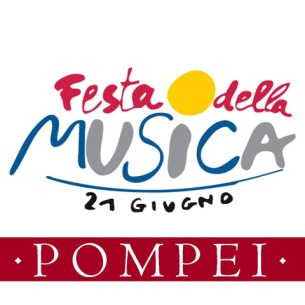 Festa della
MUSICA
21 GIUGNO
· POMPEI ·